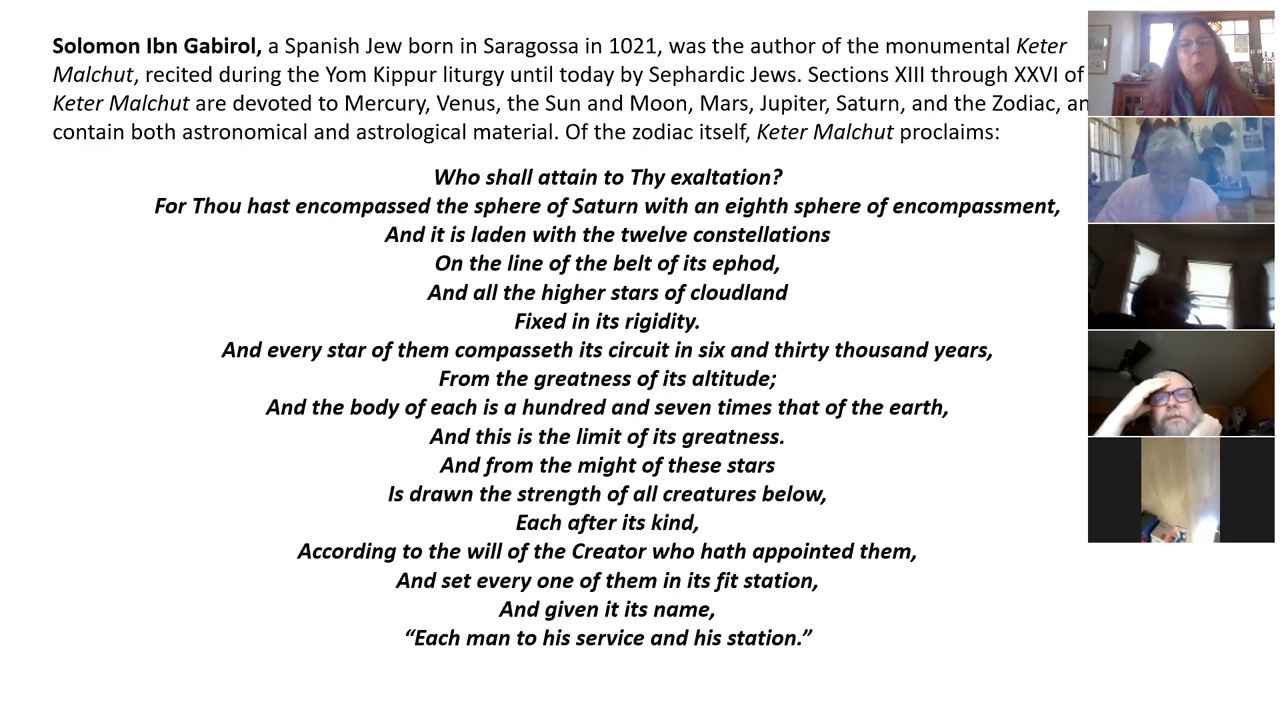 Solomon Ibn Gabirol, a Spanish Jew born in Saragossa in 1021, was the author of the monumental Keter
Malchut, recited during the Yom Kippur liturgy until today by Sephardic Jews. Sections XIII through XXVI of
Keter Malchut are devoted to Mercury, Venus, the Sun and Moon, Mars, Jupiter, Saturn, and the Zodiac,
contain both astronomical and astrological material. Of the zodiac itself, Keter Malchut proclaims:
Who shall attain to Thy exaltation?
For Thou hast encompassed the sphere of Saturn with an eighth sphere of encompassment,
And it is laden with the twelve constellations
On the line of the belt of its ephod,
And all the higher stars of cloudland
Fixed in its rigidity.
And every star of them compasseth its circuit in six and thirty thousand years,
From the greatness of its altitude;
And the body of each is a hundred and seven times that of the earth,
And this is the limit of its greatness.
And from the might of these stars
Is drawn the strength of all creatures below,
Each after its kind,
According to the will of the Creator who hath appointed them,
And set every one of them in its fit station,
And given it its name,
“Each man to his service and his station.”